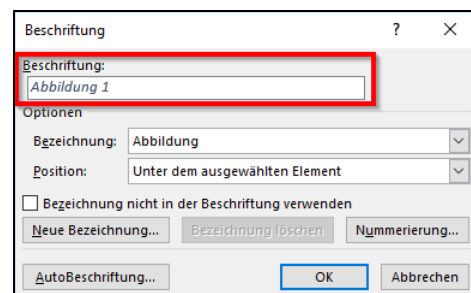 Beschriftung ? ×
Beschriftung:
Abbildung 1
Optionen
Bezeichnung: Abbildung
Position: Unter dem ausgewählten Element
Bezeichnung nicht in der Beschriftung verwenden
Neue Bezeichnung... Bezeichnung löschen Nummerierung...
AutoBeschriftung... OK Abbrechen